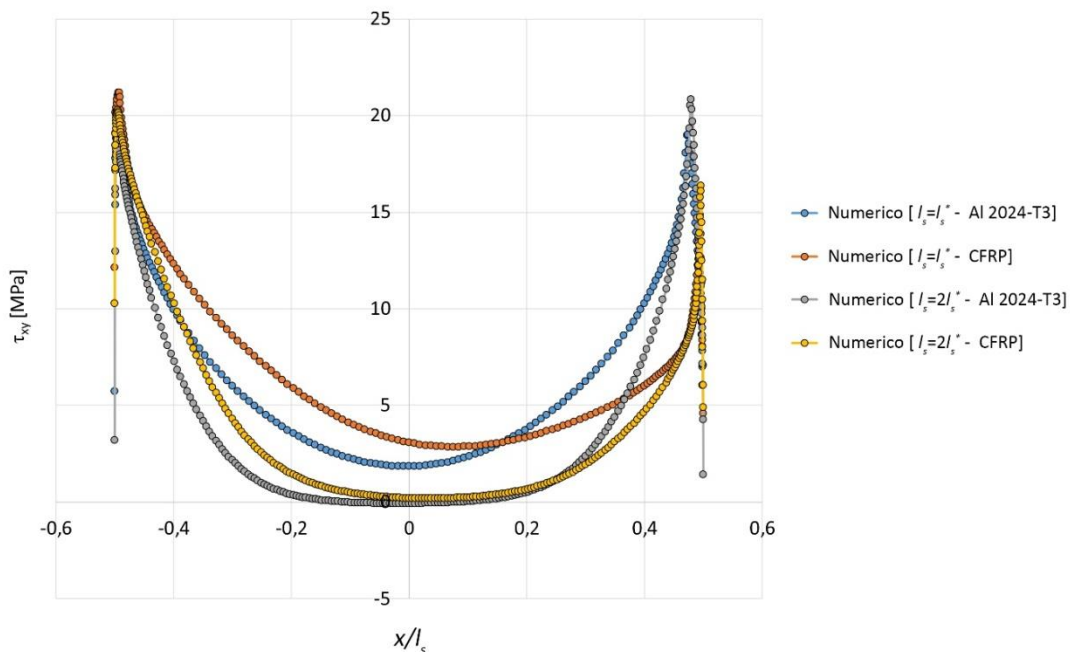 25
20
15
10
5
0
-5
-0,6
-0,4
-0,2
0
0,2
0,4
0,6
τxy [MPa]
x/ls
Numerico [ ls=ls* - Al 2024-T3]
Numerico [ ls=ls* - CFRP]
Numerico [ ls=2ls* - Al 2024-T3]
Numerico [ ls=2ls* - CFRP]